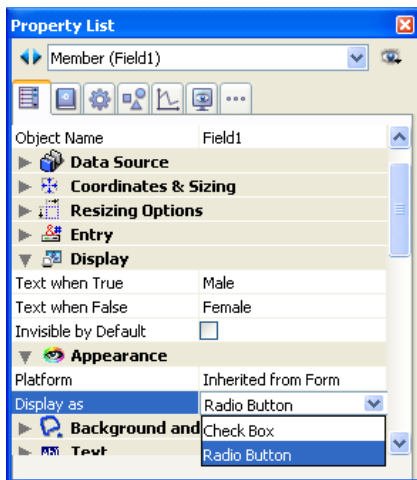 Property List
Member (Field1)
Object Name Field1
Data Source
Coordinates & Sizing
Resizing Options
Entry
Display
Text when True Male
Text when False Female
Invisible by Default
Appearance
Platform Inherited from Form
Display as Radio Button
Background and
Check Box
Text
Radio Button